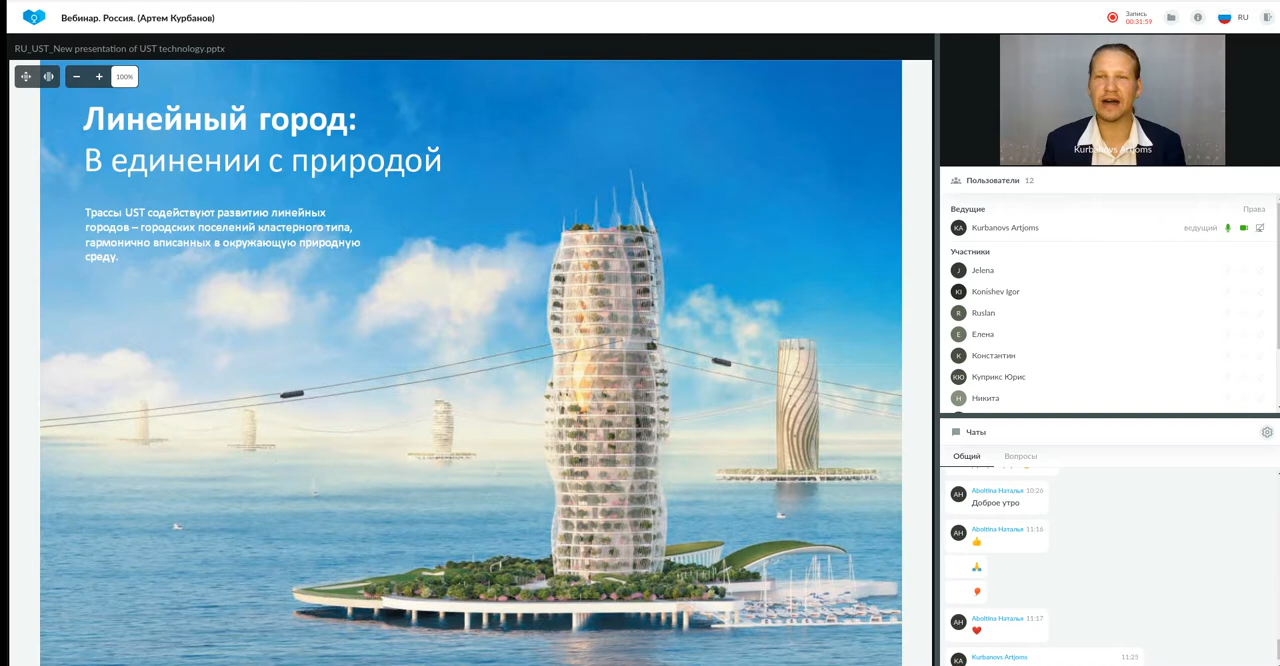 Вебинар. Россия. (Артем Курбанов)
Запись
00:31:59
RU
RU_UST_New presentation of UST technology.pptx
100%
Линейный город:
В единении с природой
Трассы UST содействуют развитию линейных
городов – городских поселений кластерного типа,
гармонично вписанных в окружающую природную
среду.
Kurbanovs Artjoms
Пользователи 12
Ведущие Права
KA Kurbanovs Artjoms ведущий
Участники
J Jelena
KI Konishev Igor
R Ruslan
Е Елена
К Константин
КЮ Куприкс Юрис
Н Никита
Чаты
Общий Вопросы
AH Aboltina Наталья 10:26
Доброе утро
AH Aboltina Наталья 11:16
AH Aboltina Наталья 11:17
KA Kurbanovs Artjoms 11:25